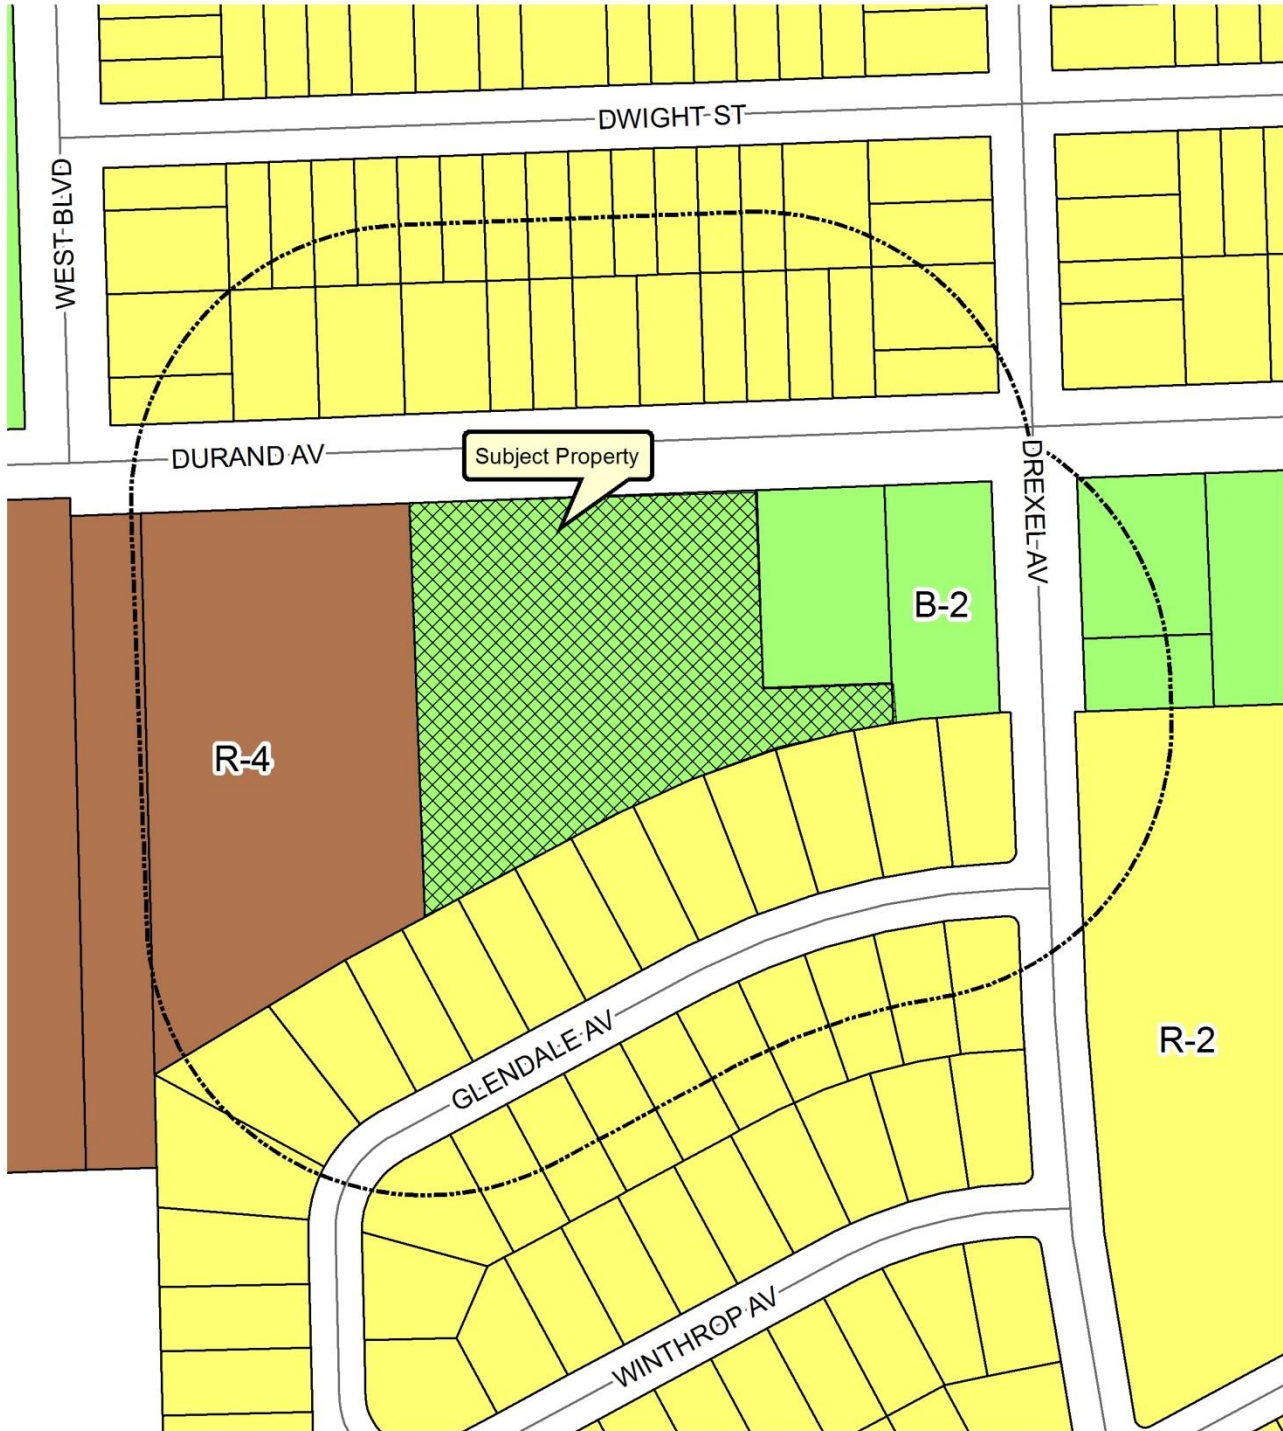 DWIGHT ST
WEST BLVD
DURAND AV
Subject Property
DREXEL AV
B-2
R-4
R-2
GLENDALE AV
WINTHROP AV